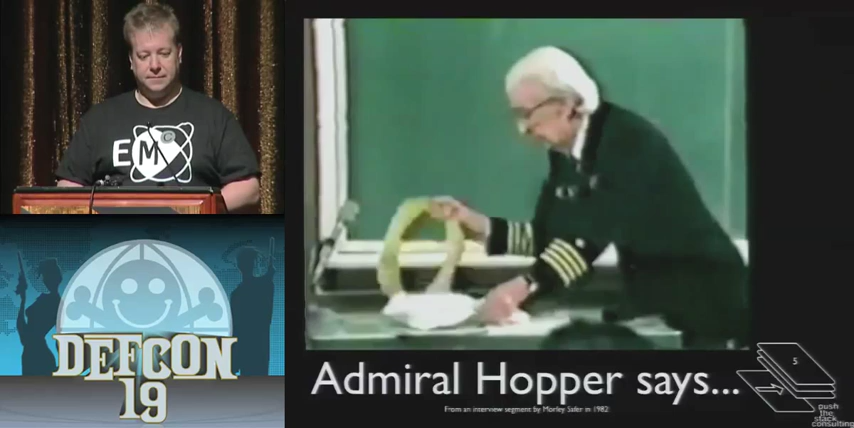 EMC
DEFCON
19
Admiral Hopper says...
From an interview segment by Morley Safer in 1982
5
push
the
stack
consulting